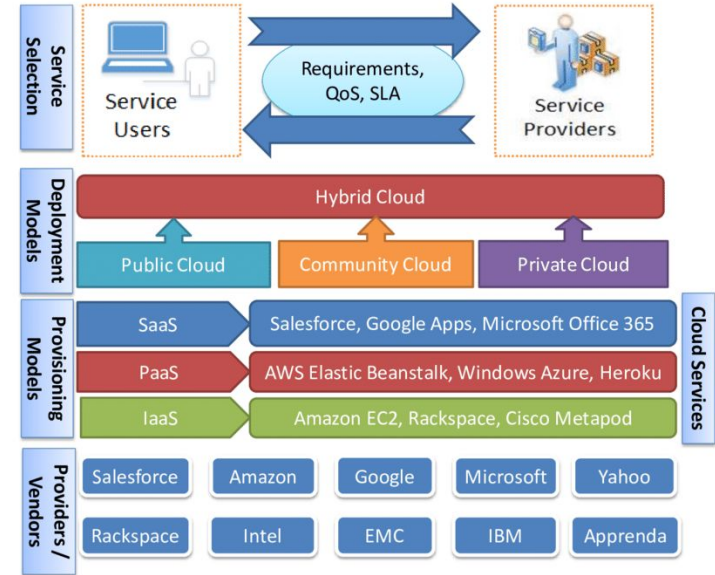 Service
Selection
Service
Users
Requirements,
QoS, SLA
Service
Providers
Deployment
Models
Hybrid Cloud
Public Cloud
Community Cloud
Private Cloud
Provisioning
Models
SaaS
Salesforce, Google Apps, Microsoft Office 365
PaaS
AWS Elastic Beanstalk, Windows Azure, Heroku
IaaS
Amazon EC2, Rackspace, Cisco Metapod
Cloud Services
Providers /
Vendors
Salesforce
Amazon
Google
Microsoft
Yahoo
Rackspace
Intel
EMC
IBM
Apprenda